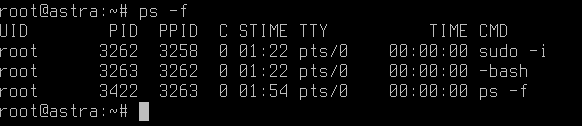 root@astra:~# ps -f
UID        PID  PPID  C STIME TTY          TIME CMD
root      3262  3258  0 01:22 pts/0    00:00:00 sudo -i
root      3263  3262  0 01:22 pts/0    00:00:00 -bash
root      3422  3263  0 01:54 pts/0    00:00:00 ps -f
root@astra:~#